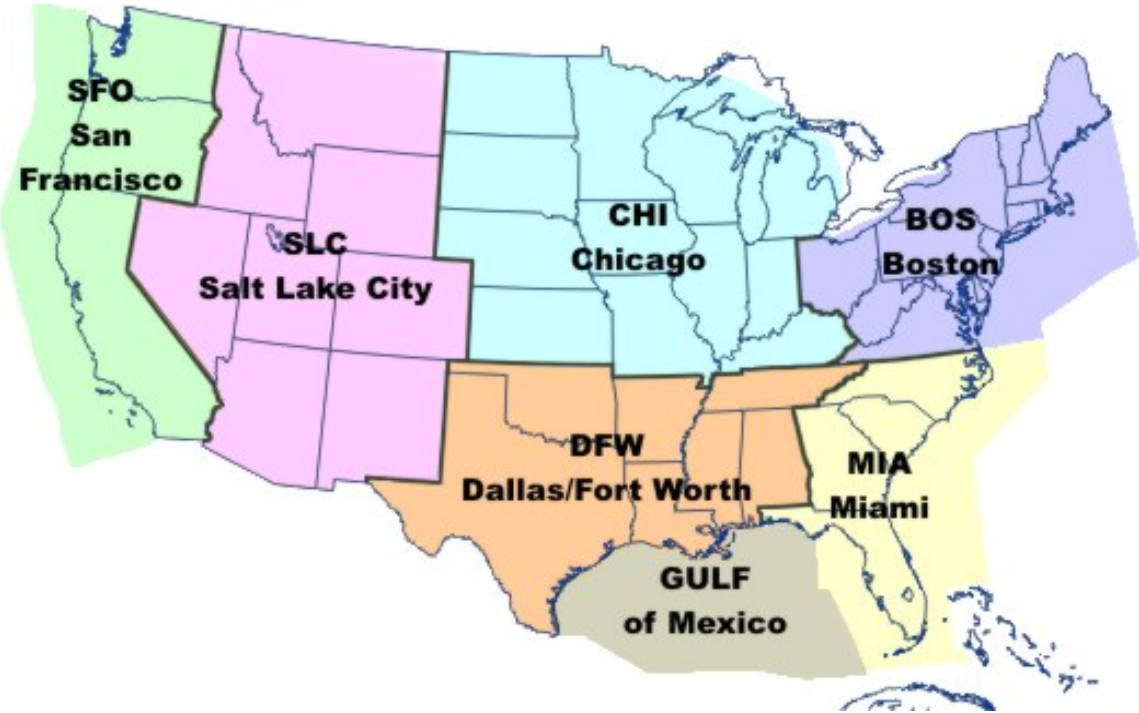 SFO
San
Francisco
SLC
Salt Lake City
CHI
Chicago
BOS
Boston
DFW
Dallas/Fort Worth
MIA
Miami
GULF
of Mexico